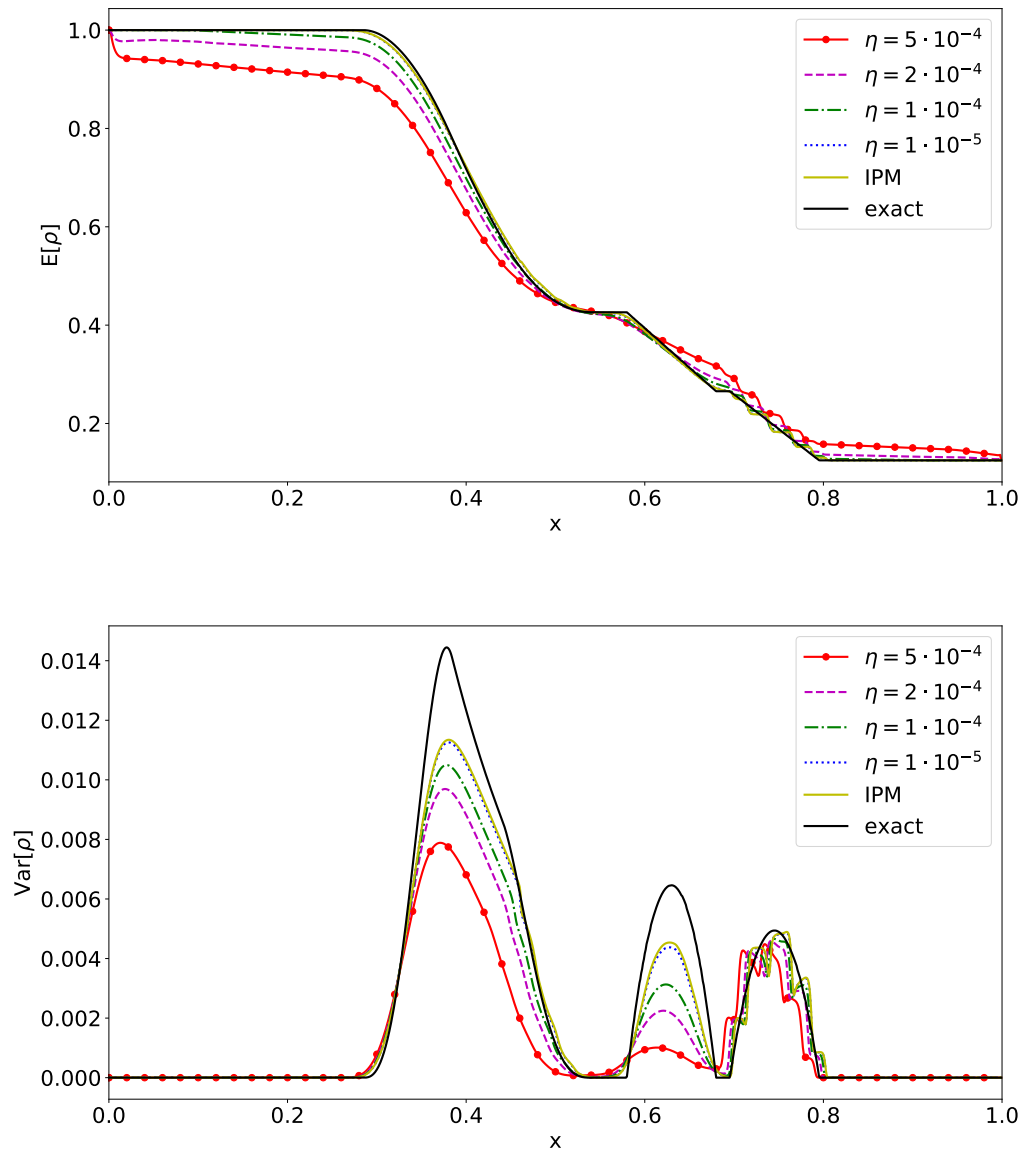 1.0
0.8
0.6
0.4
0.2
E[ρ]
0.0 0.2 0.4 0.6 0.8 1.0
x
η = 5 · 10⁻⁴
η = 2 · 10⁻⁴
η = 1 · 10⁻⁴
η = 1 · 10⁻⁵
IPM
exact
0.014
0.012
0.010
0.008
0.006
0.004
0.002
0.000
Var[ρ]
0.0 0.2 0.4 0.6 0.8 1.0
x
η = 5 · 10⁻⁴
η = 2 · 10⁻⁴
η = 1 · 10⁻⁴
η = 1 · 10⁻⁵
IPM
exact